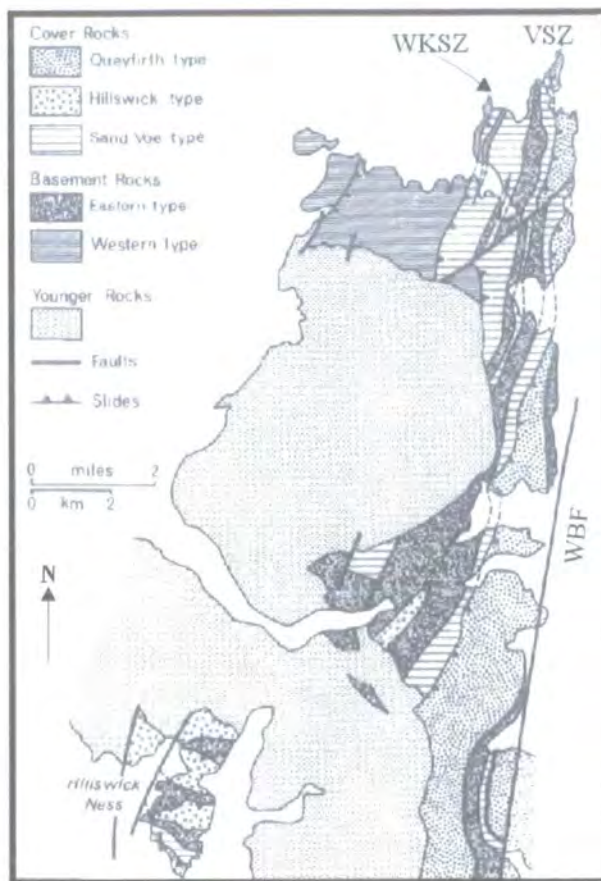 Cover Rocks
Quayfirth type
Hillswick type
Sand Voe type
Basement Rocks
Eastern type
Western type
Younger Rocks
Faults
Slides
0 miles 2
0 km 2
N
WKSZ
VSZ
WBF
Hillswick
Ness